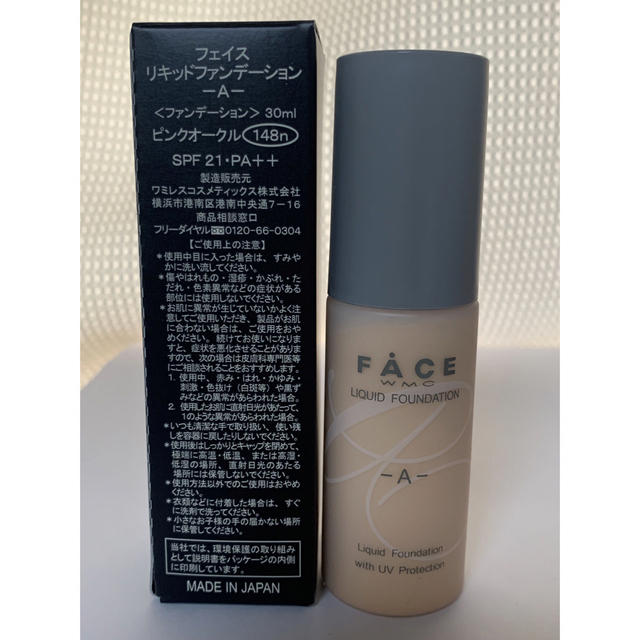 フェイス
リキッドファンデーション
－A－
＜ファンデーション＞30ml
ピンクオークル 148n
SPF 21・PA++
製造販売元
ワミレスコスメティックス株式会社
横浜市港南区港南中央通7－16
商品相談窓口
フリーダイヤル 0120-66-0304
【ご使用上の注意】
＊使用中目に入った場合は、すみや
かに洗い流してください。
＊傷やはれもの・湿疹・かぶれ・た
だれ・色素異常などの症状がある
部位には使用しないでください。
＊お肌に異常が生じていないかよく注
意してご使用いただき、製品がお肌
に合わない場合は、ご使用をおや
めください。続けてお使いになりま
すと、症状を悪化させることがありま
すので、次の場合は皮膚科専門医等
にご相談されることをおすすめします。
1. 使用中、赤み・はれ・かゆみ・
刺激・色抜け（白斑等）や黒ず
みなどの異常があらわれた場合。
2. 使用したお肌に直射日光があたって、
1のような異常があらわれた場合。
＊いつも清潔な手で取り扱い、使い残
しを容器に戻したりしないでください。
＊使用後はしっかりとキャップを閉めて、
極端に高温・低温、または高湿・
低湿の場所、直射日光のあたる
場所には保管しないでください。
＊使用方法以外でのご使用はおやめ
ください。
＊衣類などに付着した場合は、すぐ
に洗剤で洗ってください。
＊小さなお子様の手の届かない場所
に保管してください。
当社では、環境保護の取り組み
として説明書をパッケージの内側
に印刷しています。
MADE IN JAPAN
FÅCE
WMC
LIQUID FOUNDATION
－A－
Liquid Foundation
with UV Protection